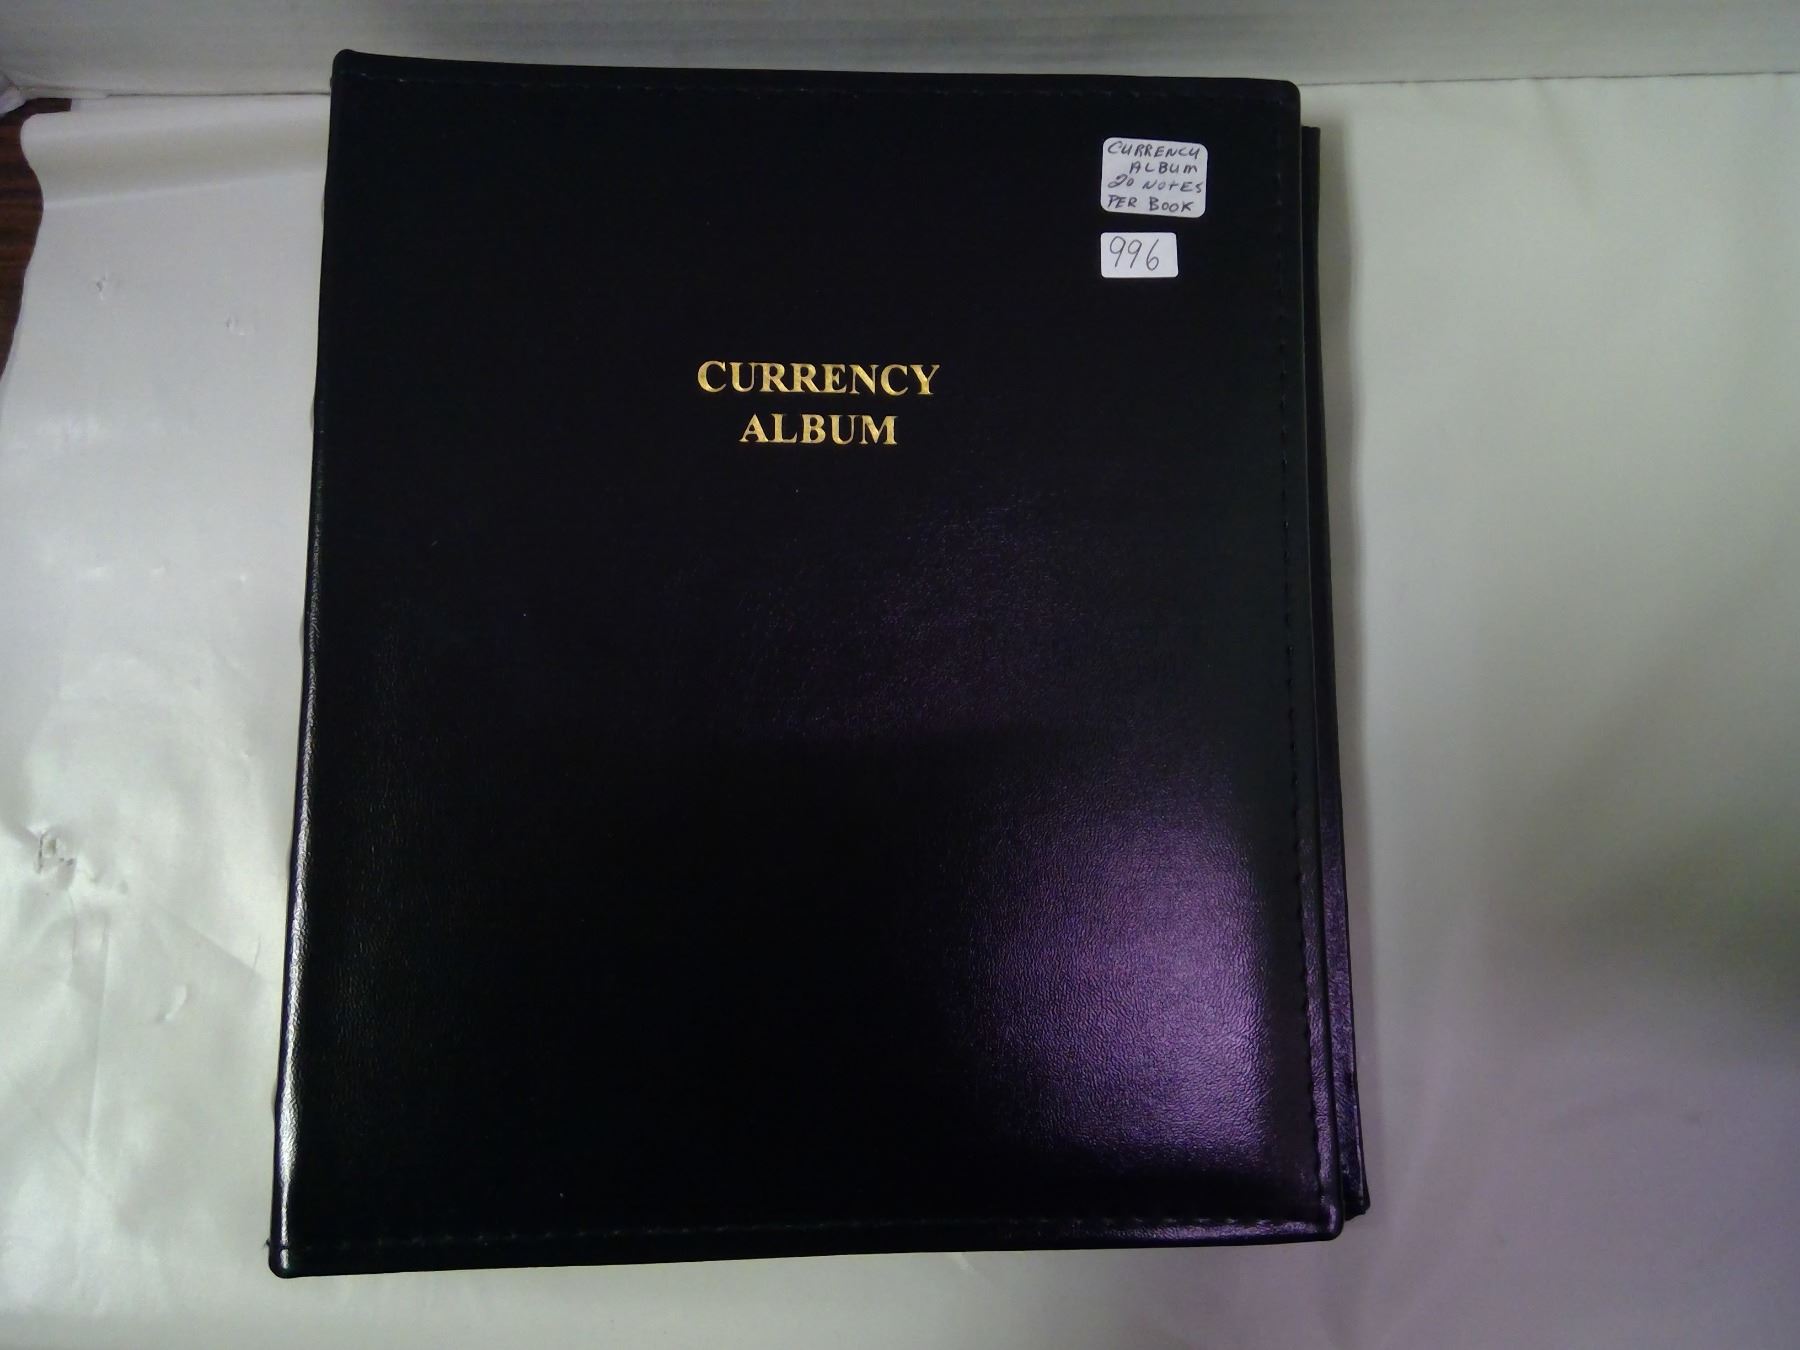 CURRENCY
ALBUM
20 NOTES
PER BOOK
996
CURRENCY
ALBUM